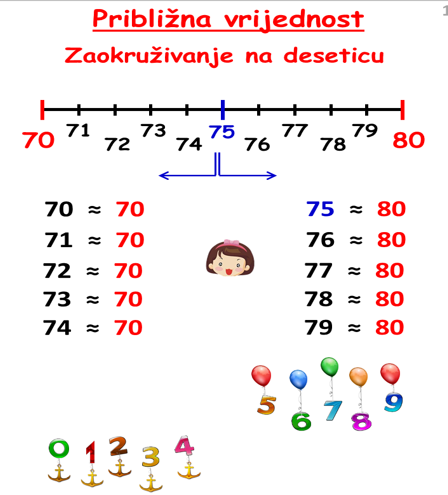 1
Približna vrijednost
Zaokruživanje na deseticu
70 71 72 73 74 75 76 77 78 79 80
70 ≈ 70 75 ≈ 80
71 ≈ 70 76 ≈ 80
72 ≈ 70 77 ≈ 80
73 ≈ 70 78 ≈ 80
74 ≈ 70 79 ≈ 80
5 6 7 8 9
0 1 2 3 4